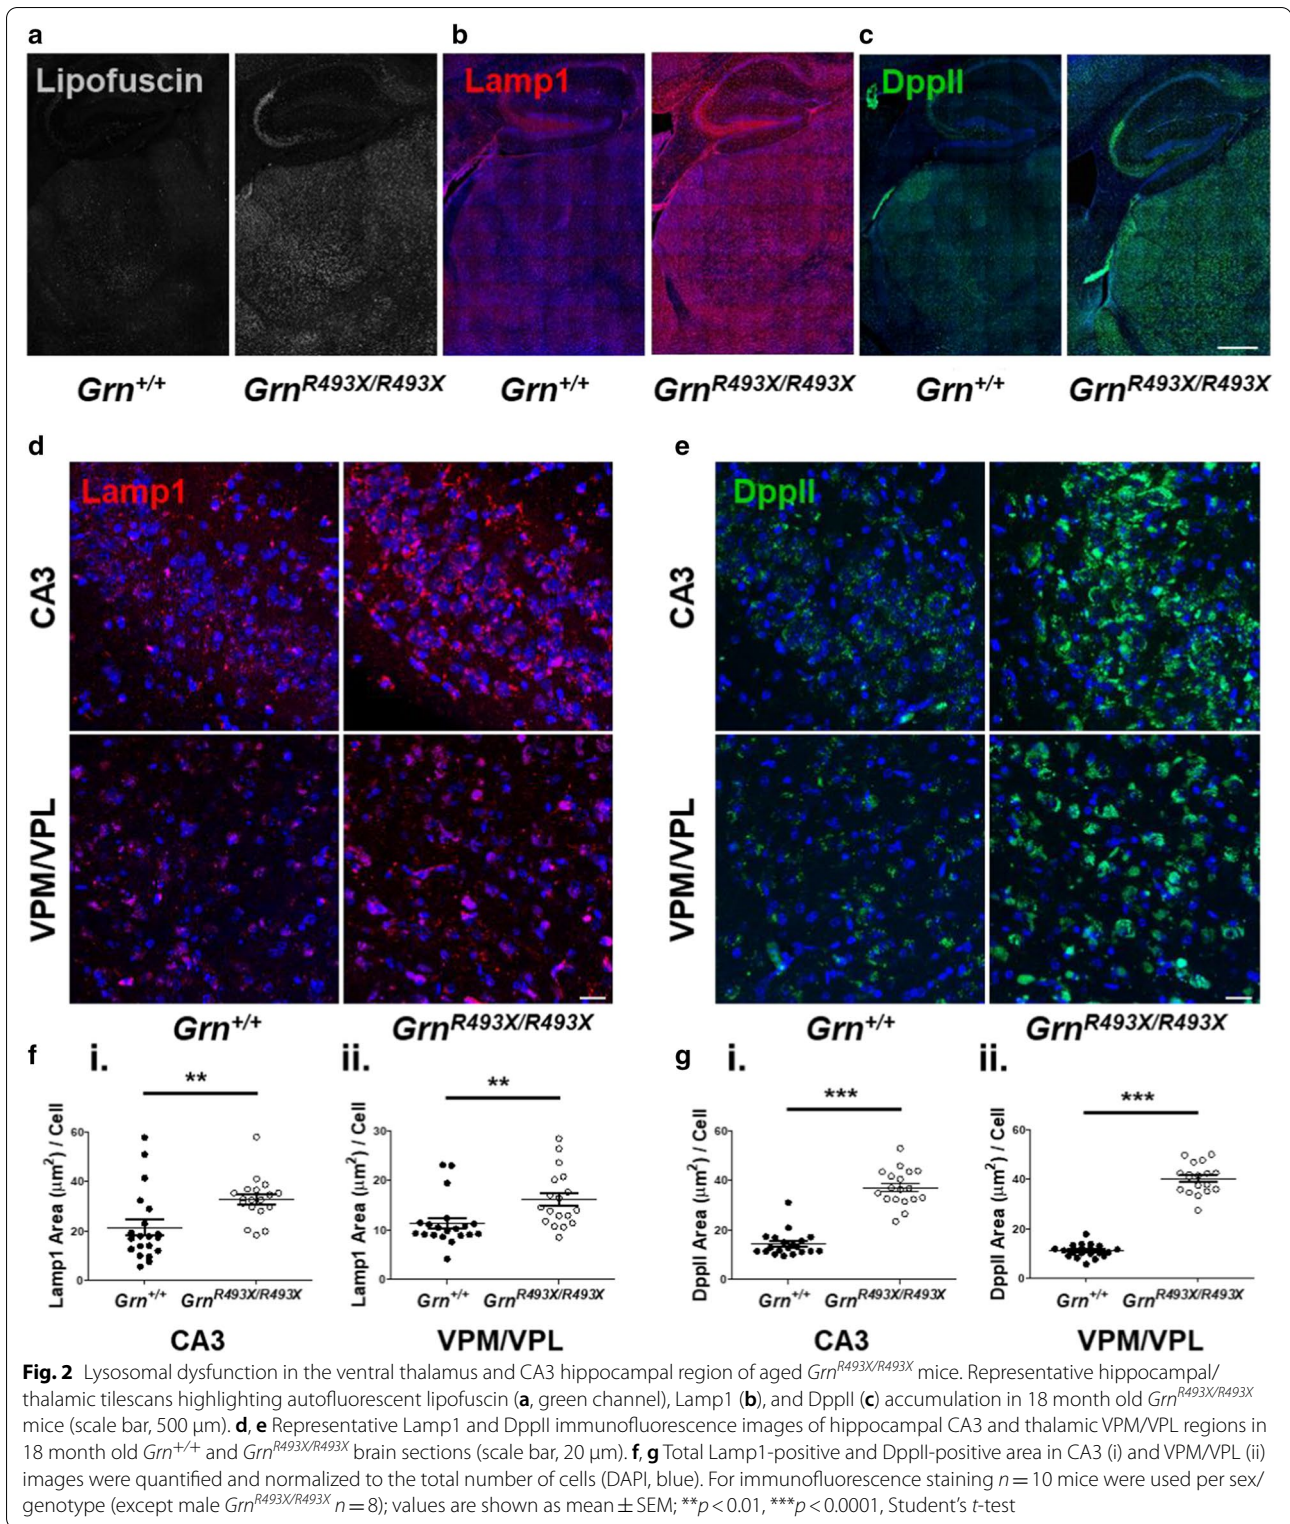 a
b
c
Lipofuscin
Lamp1
DppII
Grn+/+
GrnR493X/R493X
Grn+/+
GrnR493X/R493X
Grn+/+
GrnR493X/R493X
d
e
Lamp1
DppII
CA3
CA3
VPM/VPL
VPM/VPL
Grn+/+
GrnR493X/R493X
Grn+/+
GrnR493X/R493X
f
i.
**
Lamp1 Area (μm²) / Cell
60
40
20
0
Grn+/+
GrnR493X/R493X
CA3
ii.
**
Lamp1 Area (μm²) / Cell
30
20
10
0
Grn+/+
GrnR493X/R493X
VPM/VPL
g
i.
***
DppII Area (μm²) / Cell
60
40
20
0
Grn+/+
GrnR493X/R493X
CA3
ii.
***
DppII Area (μm²) / Cell
60
40
20
0
Grn+/+
GrnR493X/R493X
VPM/VPL
Fig. 2 Lysosomal dysfunction in the ventral thalamus and CA3 hippocampal region of aged GrnR493X/R493X mice. Representative hippocampal/
thalamic tilescans highlighting autofluorescent lipofuscin (a, green channel), Lamp1 (b), and DppII (c) accumulation in 18 month old GrnR493X/R493X
mice (scale bar, 500 μm). d, e Representative Lamp1 and DppII immunofluorescence images of hippocampal CA3 and thalamic VPM/VPL regions in
18 month old Grn+/+ and GrnR493X/R493X brain sections (scale bar, 20 μm). f, g Total Lamp1-positive and DppII-positive area in CA3 (i) and VPM/VPL (ii)
images were quantified and normalized to the total number of cells (DAPI, blue). For immunofluorescence staining n = 10 mice were used per sex/
genotype (except male GrnR493X/R493X n = 8); values are shown as mean ± SEM; **p < 0.01, ***p < 0.0001, Student's t-test